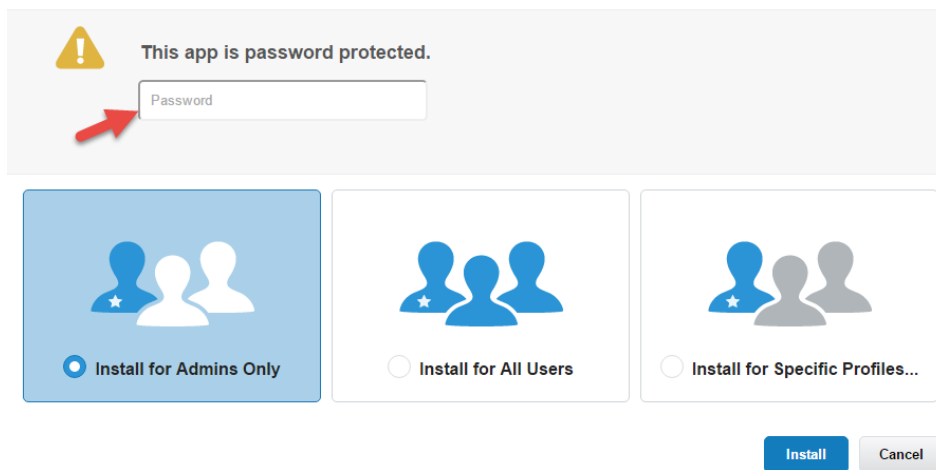 This app is password protected.
Password
Install for Admins Only
Install for All Users
Install for Specific Profiles...
Install
Cancel